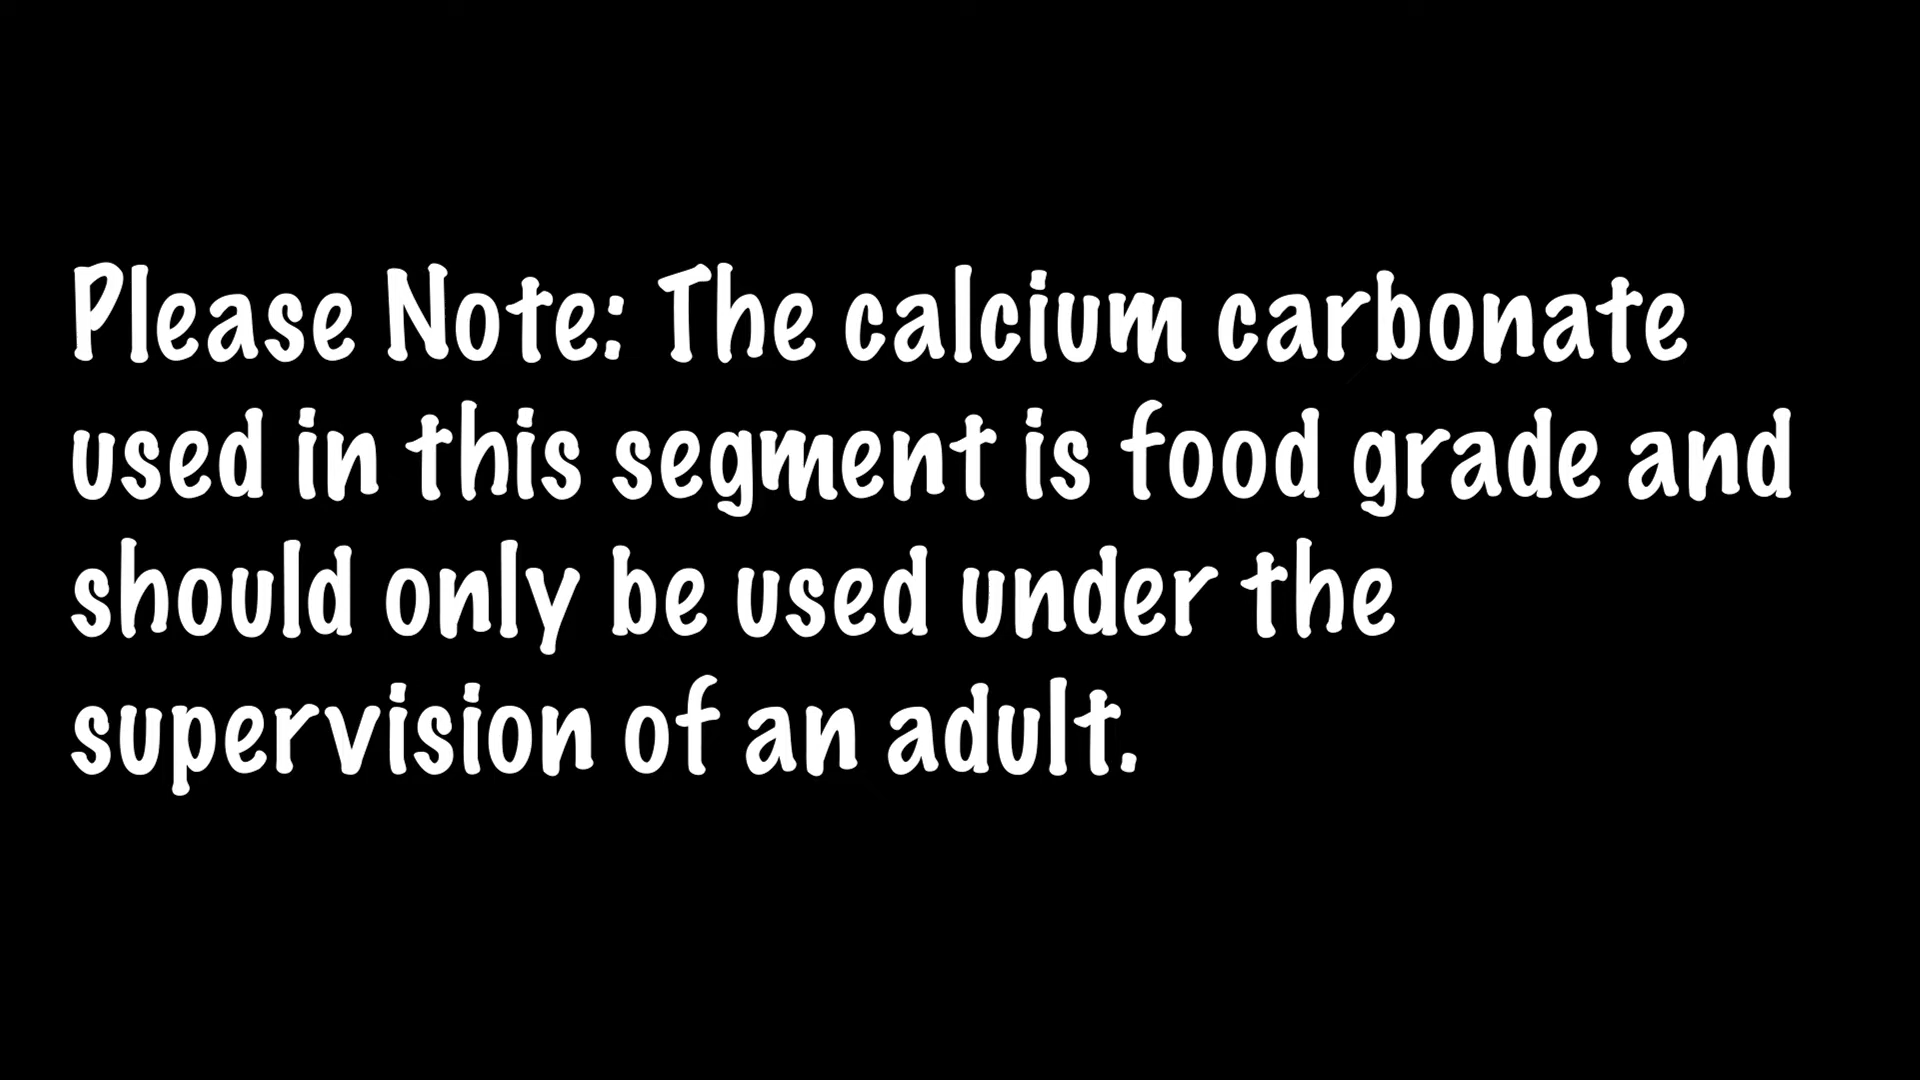 Please Note: The calcium carbonate
used in this segment is food grade and
should only be used under the
supervision of an adult.